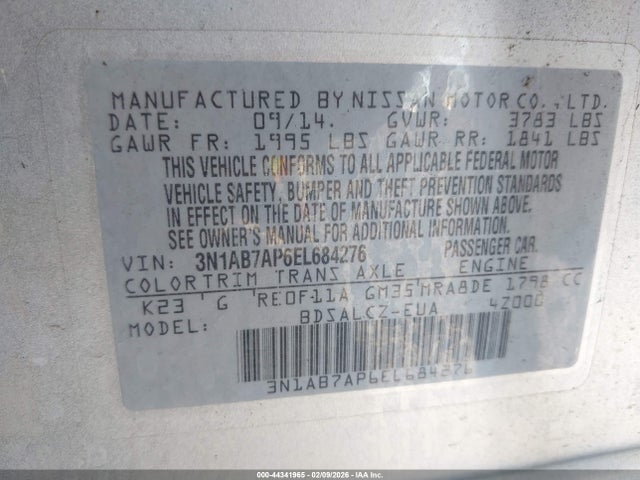 MANUFACTURED BY NISSAN MOTOR CO., LTD.
DATE: 09/14. GVWR: 3783 LBS
GAWR FR: 1995 LBS GAWR RR: 1841 LBS
THIS VEHICLE CONFORMS TO ALL APPLICABLE FEDERAL MOTOR
VEHICLE SAFETY, BUMPER AND THEFT PREVENTION STANDARDS
IN EFFECT ON THE DATE OF MANUFACTURE SHOWN ABOVE.
SEE OWNER'S MANUAL FOR ADDITIONAL INFORMATION.
VIN: 3N1AB7AP6EL684276 PASSENGER CAR.
COLOR TRIM TRANS AXLE ENGINE
K23 G RE0F11A GM35 MRA8DE 1798 CC
MODEL: BDSALCZ-EUA 4Z000
3N1AB7AP6EL684276
000-44341965 - 02/09/2026 - IAA Inc.